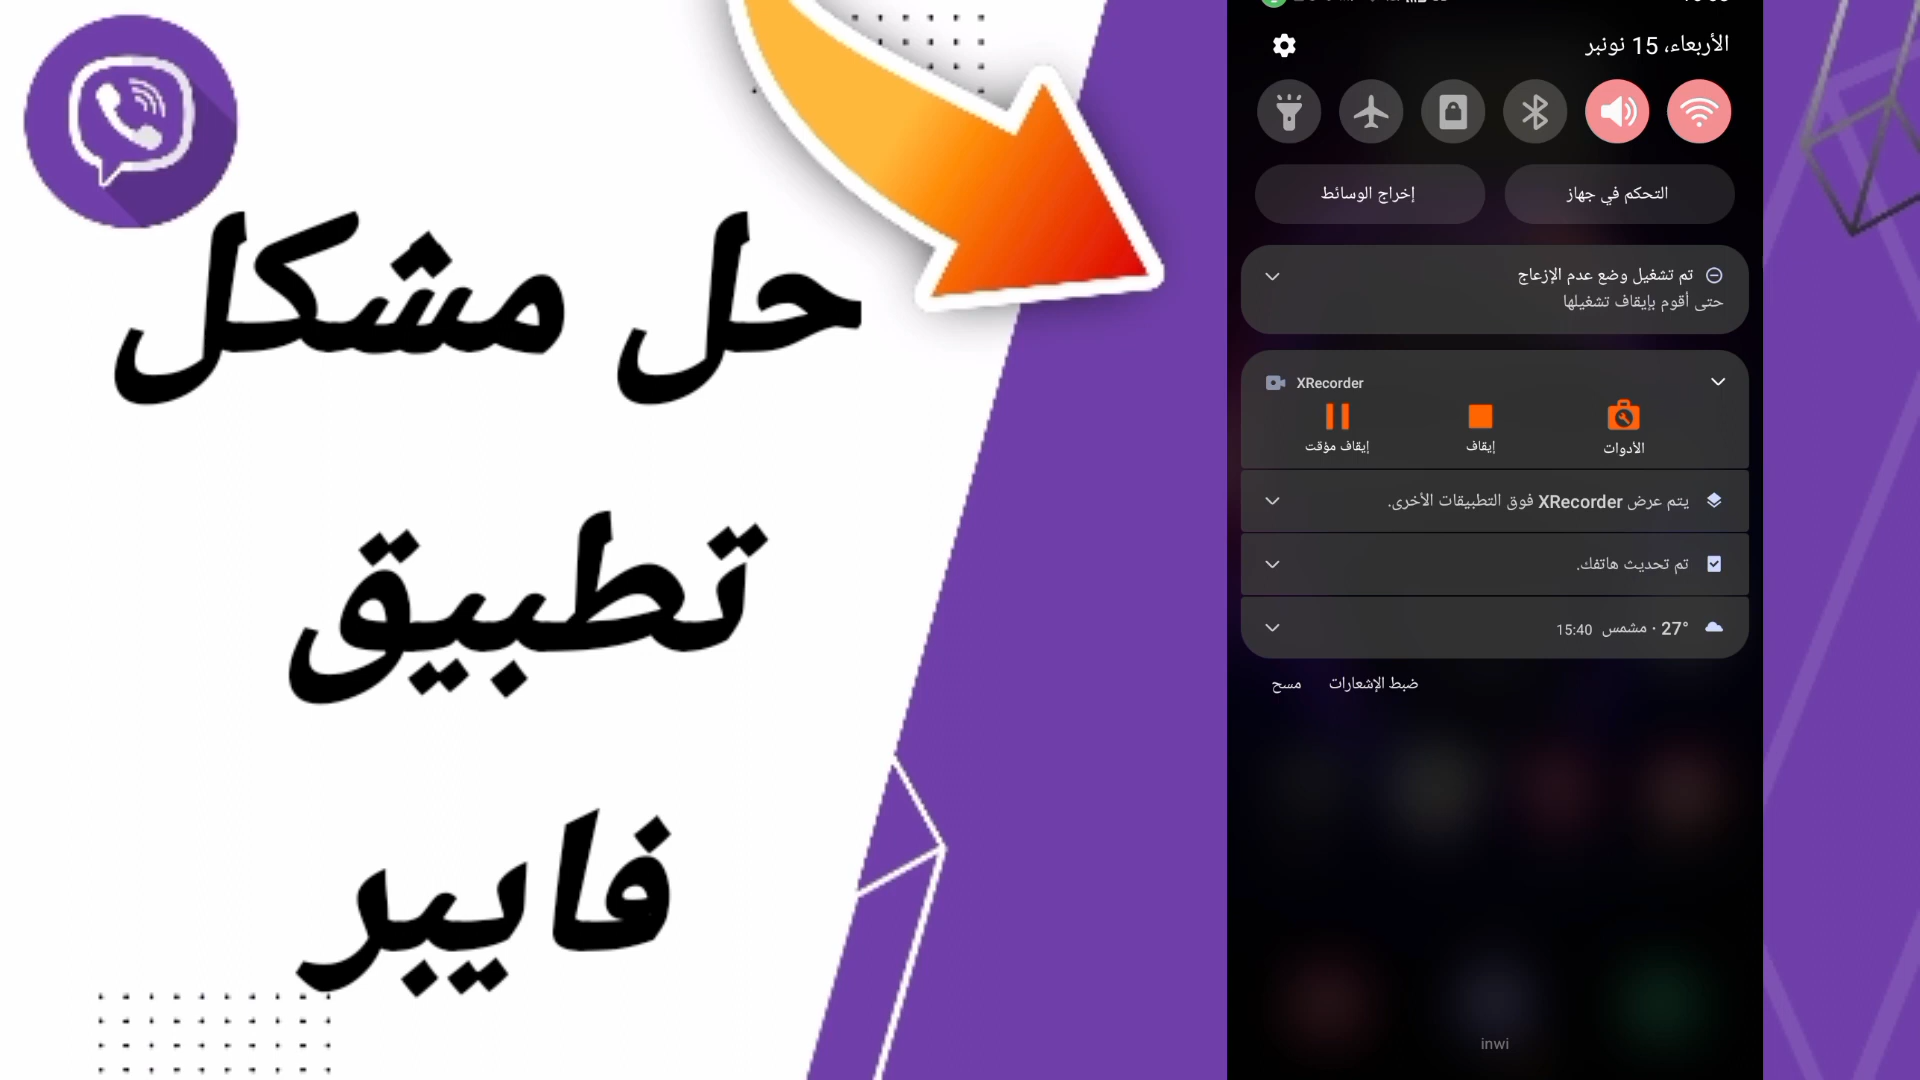 حل مشكل
تطبيق
فايبر
الأربعاء، 15 نونبر
التحكم في جهاز
إخراج الوسائط
تم تشغيل وضع عدم الإزعاج
حتى أقوم بإيقاف تشغيلها
XRecorder
الأدوات
إيقاف
إيقاف مؤقت
يتم عرض XRecorder فوق التطبيقات الأخرى.
تم تحديث هاتفك.
27° · مشمس 15:40
ضبط الإشعارات
مسح
inwi